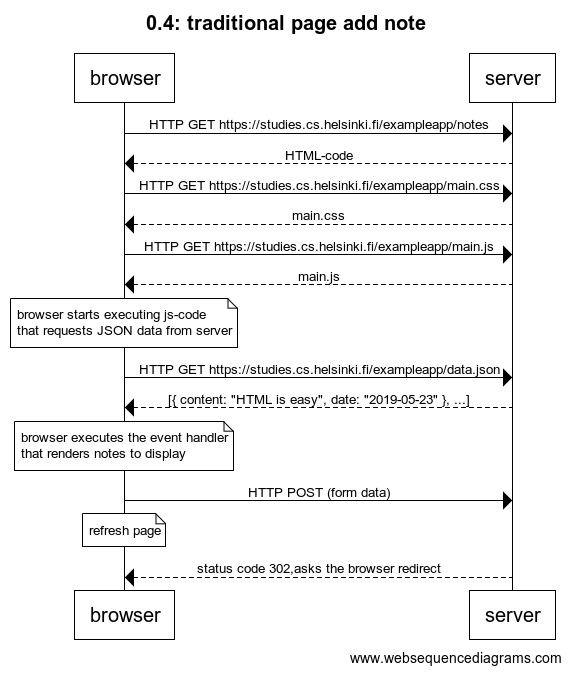 0.4: traditional page add note
browser
server
HTTP GET https://studies.cs.helsinki.fi/exampleapp/notes
HTML-code
HTTP GET https://studies.cs.helsinki.fi/exampleapp/main.css
main.css
HTTP GET https://studies.cs.helsinki.fi/exampleapp/main.js
main.js
browser starts executing js-code
that requests JSON data from server
HTTP GET https://studies.cs.helsinki.fi/exampleapp/data.json
[{ content: "HTML is easy", date: "2019-05-23" }, ...]
browser executes the event handler
that renders notes to display
HTTP POST (form data)
refresh page
status code 302,asks the browser redirect
browser
server
www.websequencediagrams.com